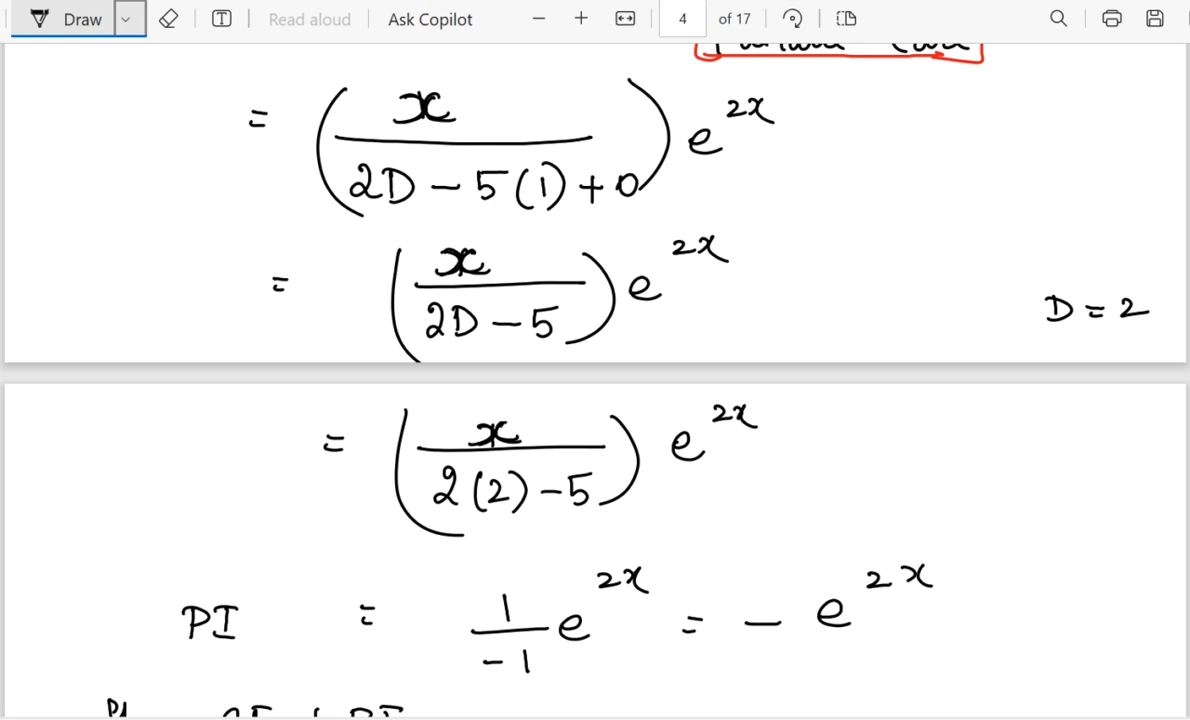 Draw Read aloud Ask Copilot 4 of 17
= (x / (2D - 5(1) + 0)) e^{2x}
= (x / (2D - 5)) e^{2x}
D = 2
= (x / (2(2) - 5)) e^{2x}
PI = 1/-1 e^{2x} = - e^{2x}